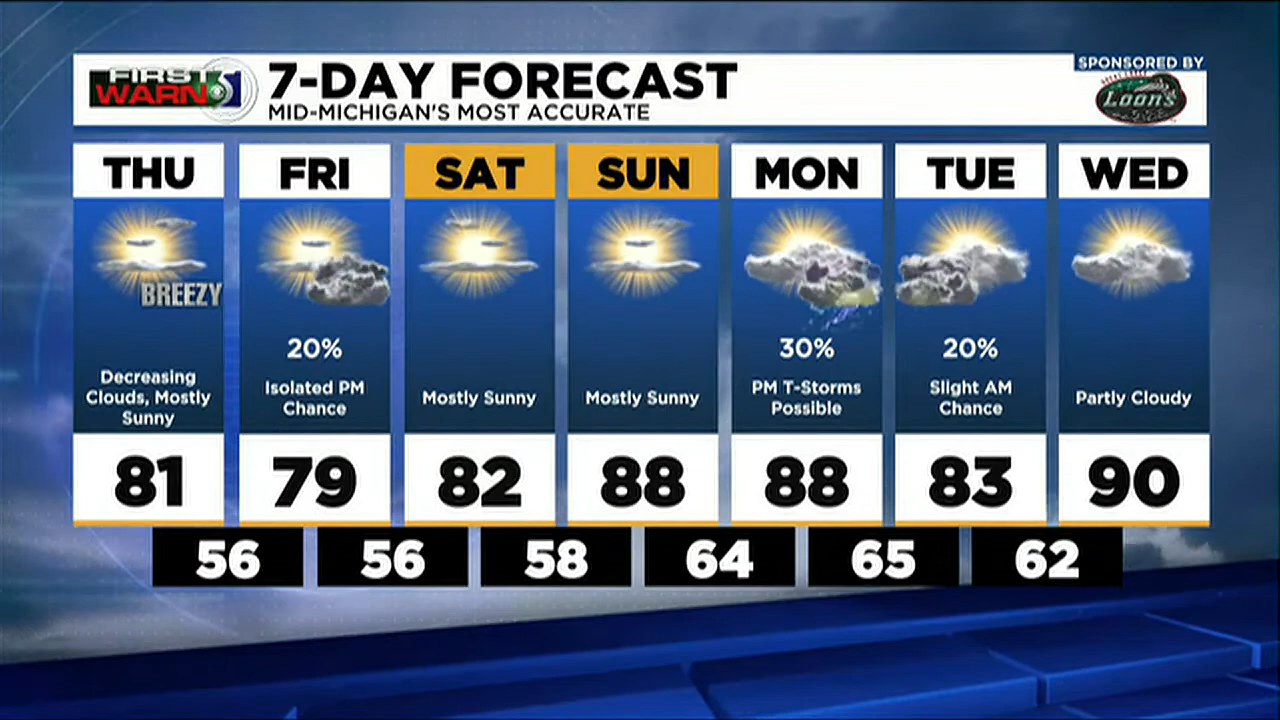 FIRST WARN 5
7-DAY FORECAST
MID-MICHIGAN'S MOST ACCURATE
SPONSORED BY
Loons
THU
FRI
SAT
SUN
MON
TUE
WED
BREEZY
20%
30%
20%
Decreasing
Clouds, Mostly
Sunny
Isolated PM
Chance
Mostly Sunny
Mostly Sunny
PM T-Storms
Possible
Slight AM
Chance
Partly Cloudy
81
79
82
88
88
83
90
56
56
58
64
65
62